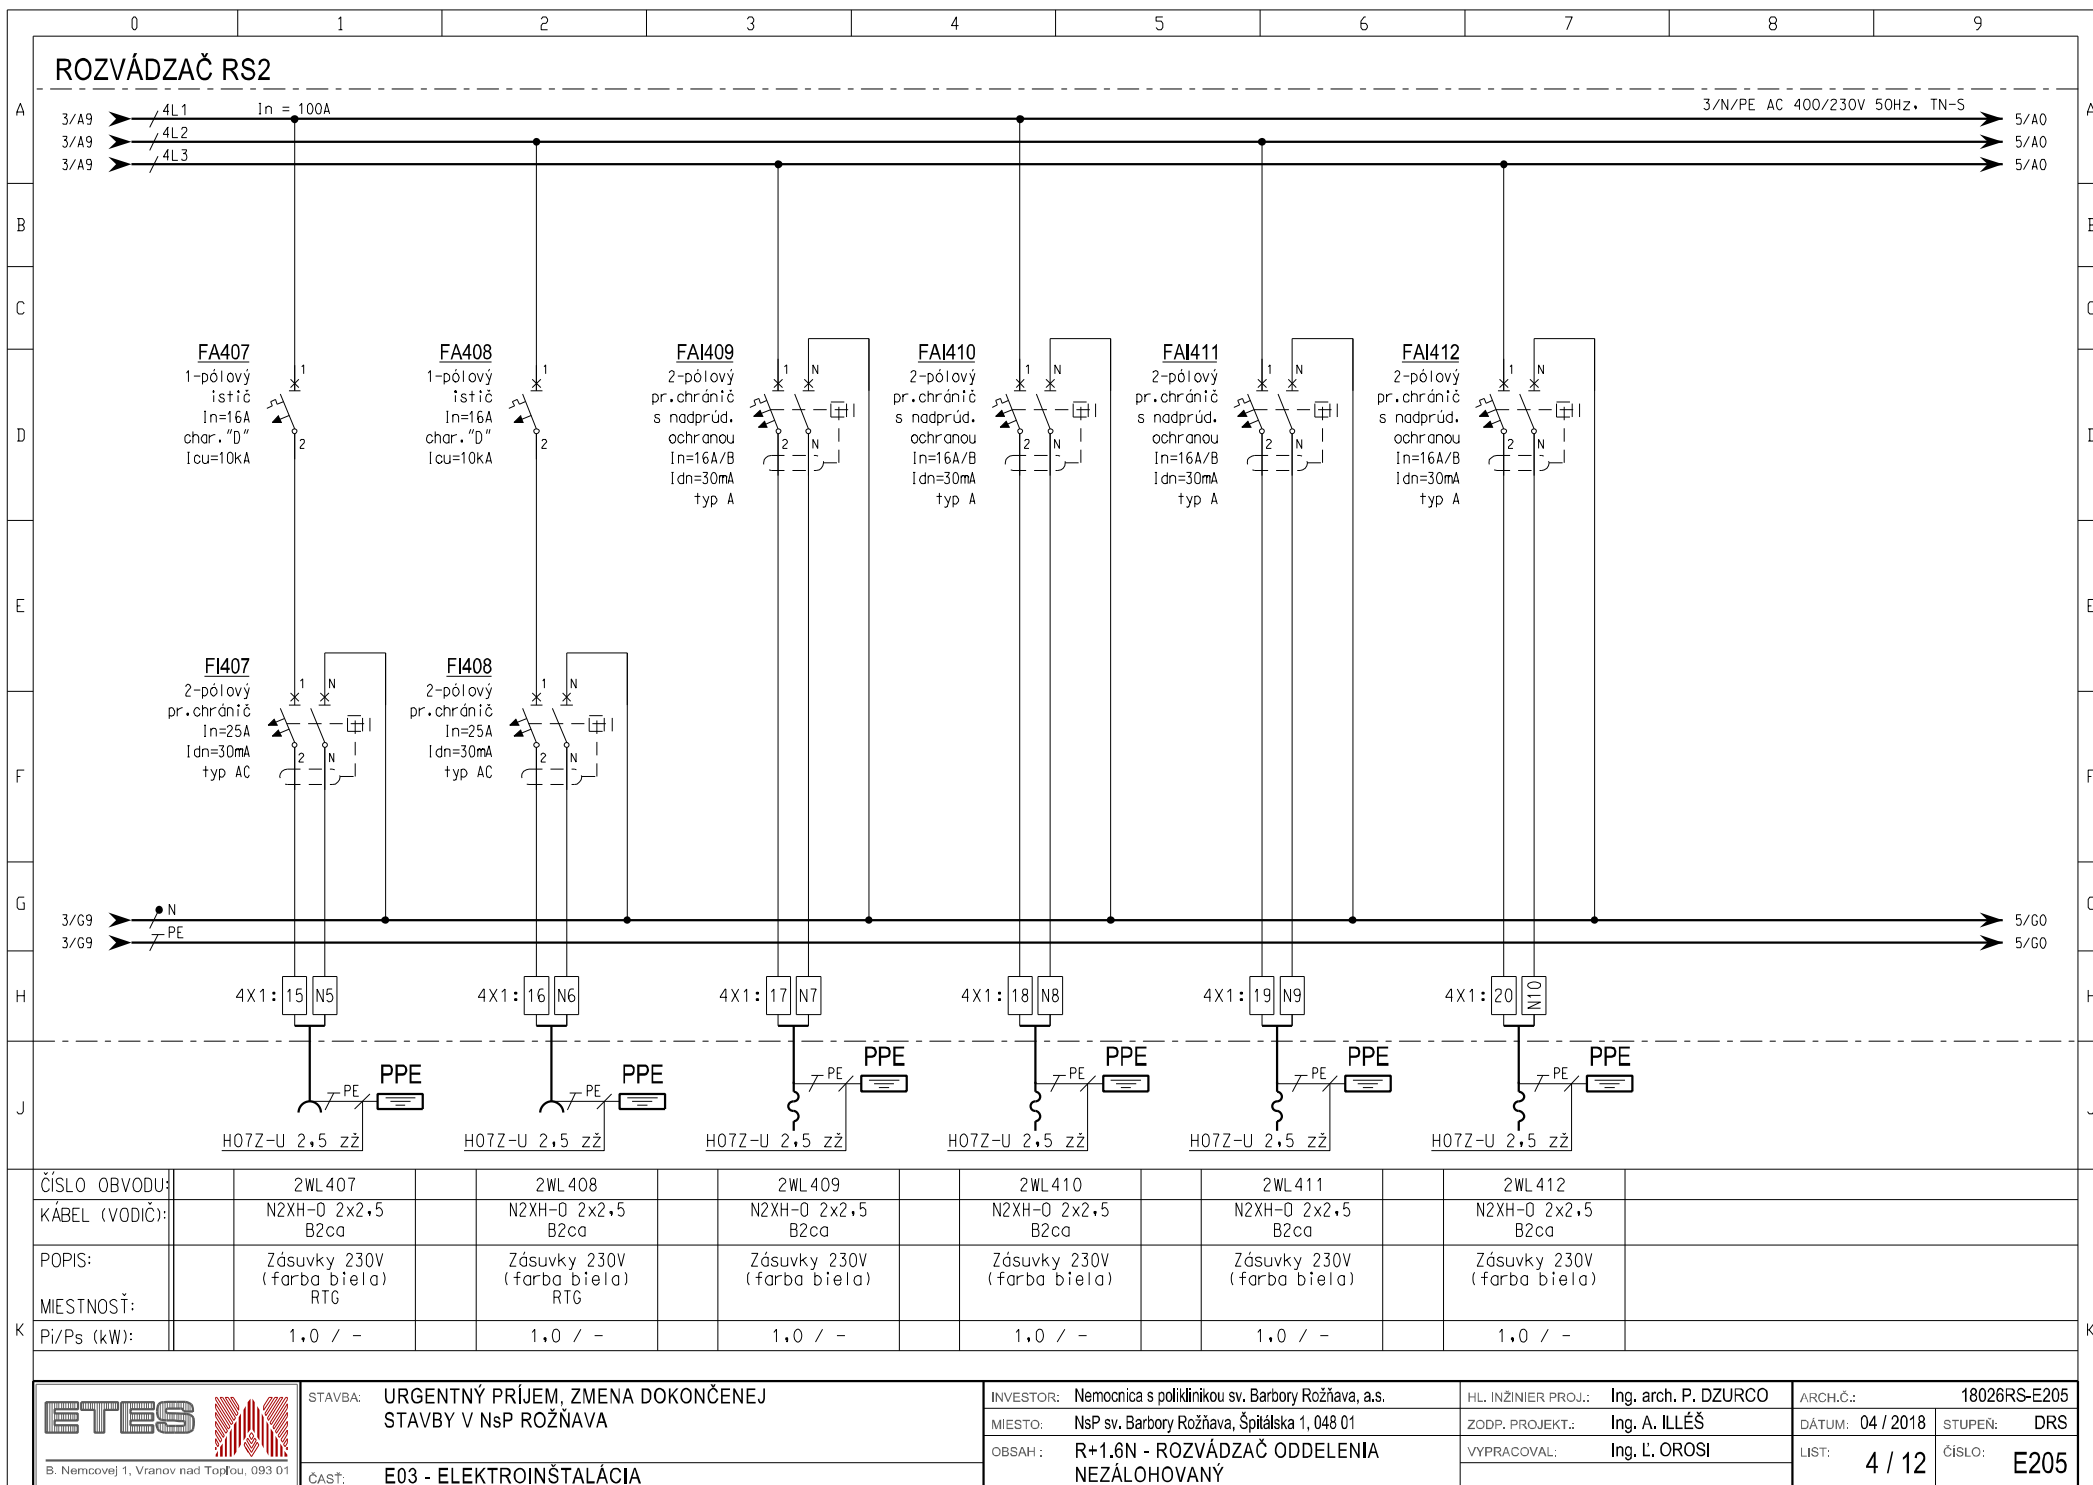 0 1 2 3 4 5 6 7 8 9
ROZVÁDZAČ RS2
A
3/A9 4L1 In = 100A 3/N/PE AC 400/230V 50Hz, TN-S 5/A0
3/A9 4L2 5/A0
3/A9 4L3 5/A0
B
C
D
FA407
1-pólový
istič
In=16A
char."D"
Icu=10kA
1
2
FA408
1-pólový
istič
In=16A
char."D"
Icu=10kA
1
2
FAI409
2-pólový
pr.chránič
s nadprúd.
ochranou
In=16A/B
Idn=30mA
typ A
1 N
2 N
FAI410
2-pólový
pr.chránič
s nadprúd.
ochranou
In=16A/B
Idn=30mA
typ A
1 N
2 N
FAI411
2-pólový
pr.chránič
s nadprúd.
ochranou
In=16A/B
Idn=30mA
typ A
1 N
2 N
FAI412
2-pólový
pr.chránič
s nadprúd.
ochranou
In=16A/B
Idn=30mA
typ A
1 N
2 N
E
F
FI407
2-pólový
pr.chránič
In=25A
Idn=30mA
typ AC
1 N
2 N
FI408
2-pólový
pr.chránič
In=25A
Idn=30mA
typ AC
1 N
2 N
G
3/G9 N 5/G0
3/G9 PE 5/G0
H
4X1: 15 N5 4X1: 16 N6 4X1: 17 N7 4X1: 18 N8 4X1: 19 N9 4X1: 20 N10
J
PE PPE PE PPE PE PPE PE PPE PE PPE PE PPE
H07Z-U 2,5 zž H07Z-U 2,5 zž H07Z-U 2,5 zž H07Z-U 2,5 zž H07Z-U 2,5 zž H07Z-U 2,5 zž
K
ČÍSLO OBVODU: 2WL407 2WL408 2WL409 2WL410 2WL411 2WL412
KÁBEL (VODIČ): N2XH-O 2x2,5 N2XH-O 2x2,5 N2XH-O 2x2,5 N2XH-O 2x2,5 N2XH-O 2x2,5 N2XH-O 2x2,5
B2ca B2ca B2ca B2ca B2ca B2ca
POPIS: Zásuvky 230V Zásuvky 230V Zásuvky 230V Zásuvky 230V Zásuvky 230V Zásuvky 230V
(farba biela) (farba biela) (farba biela) (farba biela) (farba biela) (farba biela)
MIESTNOSŤ: RTG RTG
Pi/Ps (kW): 1,0 / - 1,0 / - 1,0 / - 1,0 / - 1,0 / - 1,0 / -
ETES
B. Nemcovej 1, Vranov nad Topľou, 093 01
STAVBA: URGENTNÝ PRÍJEM, ZMENA DOKONČENEJ
STAVBY V NsP ROŽŇAVA
ČASŤ: E03 - ELEKTROINŠTALÁCIA
INVESTOR: Nemocnica s poliklinikou sv. Barbory Rožňava, a.s.
MIESTO: NsP sv. Barbory Rožňava, Špitálska 1, 048 01
OBSAH : R+1.6N - ROZVÁDZAČ ODDELENIA
NEZÁLOHOVANÝ
HL. INŽINIER PROJ.: Ing. arch. P. DZURCO
ZODP. PROJEKT.: Ing. A. ILLÉŠ
VYPRACOVAL: Ing. Ľ. OROSI
ARCH.Č.: 18026RS-E205
DÁTUM: 04 / 2018 STUPEŇ: DRS
LIST: 4 / 12 ČÍSLO: E205